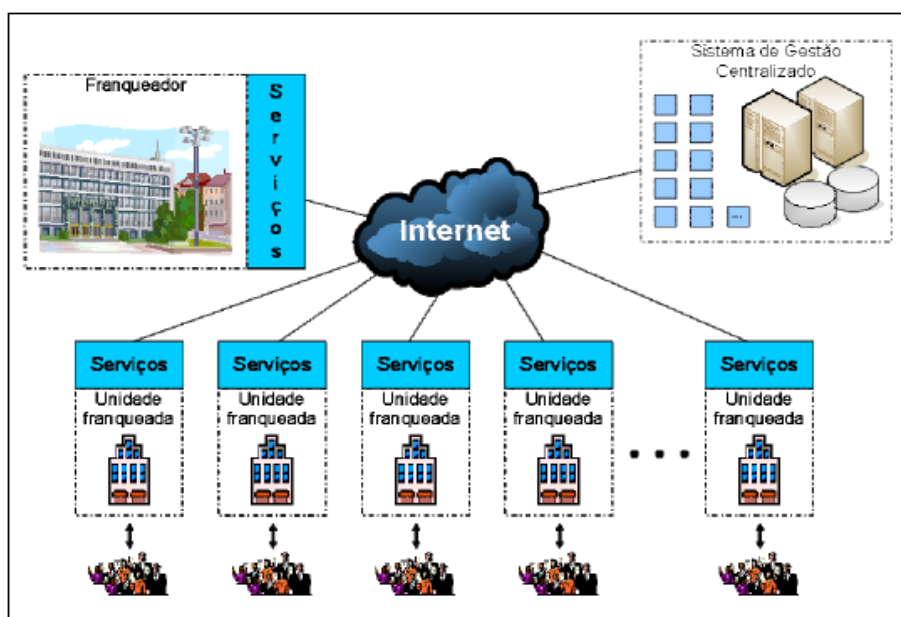 Franqueador
Serviços
Sistema de Gestão
Centralizado
...
Internet
Serviços
Serviços
Serviços
Serviços
Serviços
Unidade
franqueada
Unidade
franqueada
Unidade
franqueada
Unidade
franqueada
• • •
Unidade
franqueada